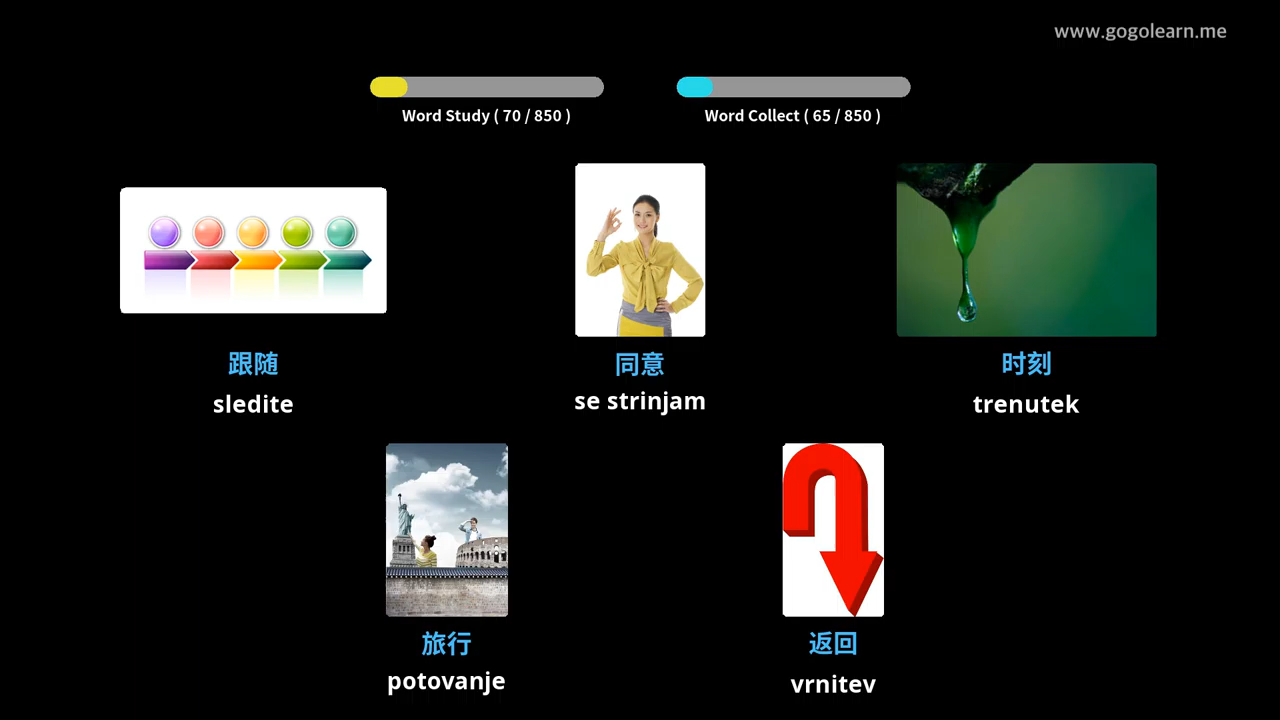 www.gogolearn.me
Word Study ( 70 / 850 )
Word Collect ( 65 / 850 )
跟随
sledite
同意
se strinjam
时刻
trenutek
旅行
potovanje
返回
vrnitev